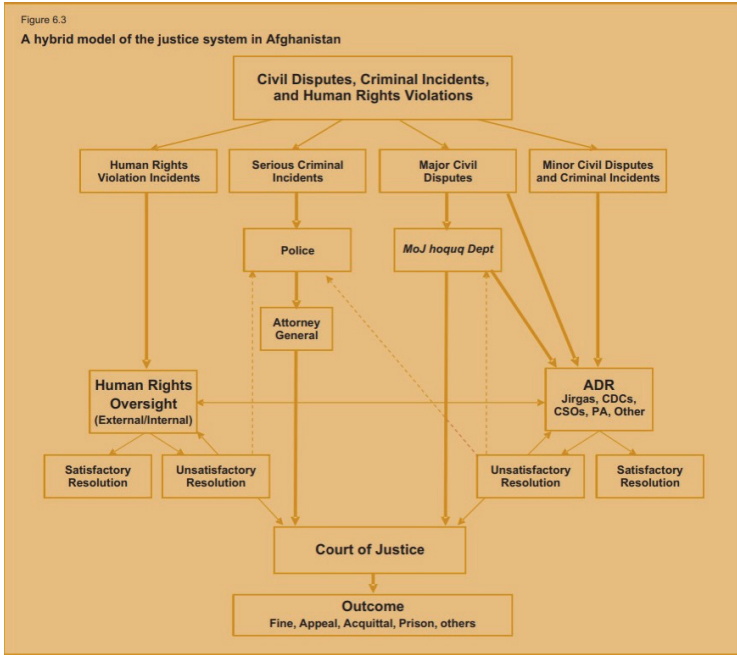 Figure 6.3
A hybrid model of the justice system in Afghanistan
Civil Disputes, Criminal Incidents,
and Human Rights Violations
Human Rights
Violation Incidents
Serious Criminal
Incidents
Major Civil
Disputes
Minor Civil Disputes
and Criminal Incidents
Police
MoJ hoquq Dept
Attorney
General
Human Rights
Oversight
(External/Internal)
ADR
Jirgas, CDCs,
CSOs, PA, Other
Satisfactory
Resolution
Unsatisfactory
Resolution
Unsatisfactory
Resolution
Satisfactory
Resolution
Court of Justice
Outcome
Fine, Appeal, Acquittal, Prison, others